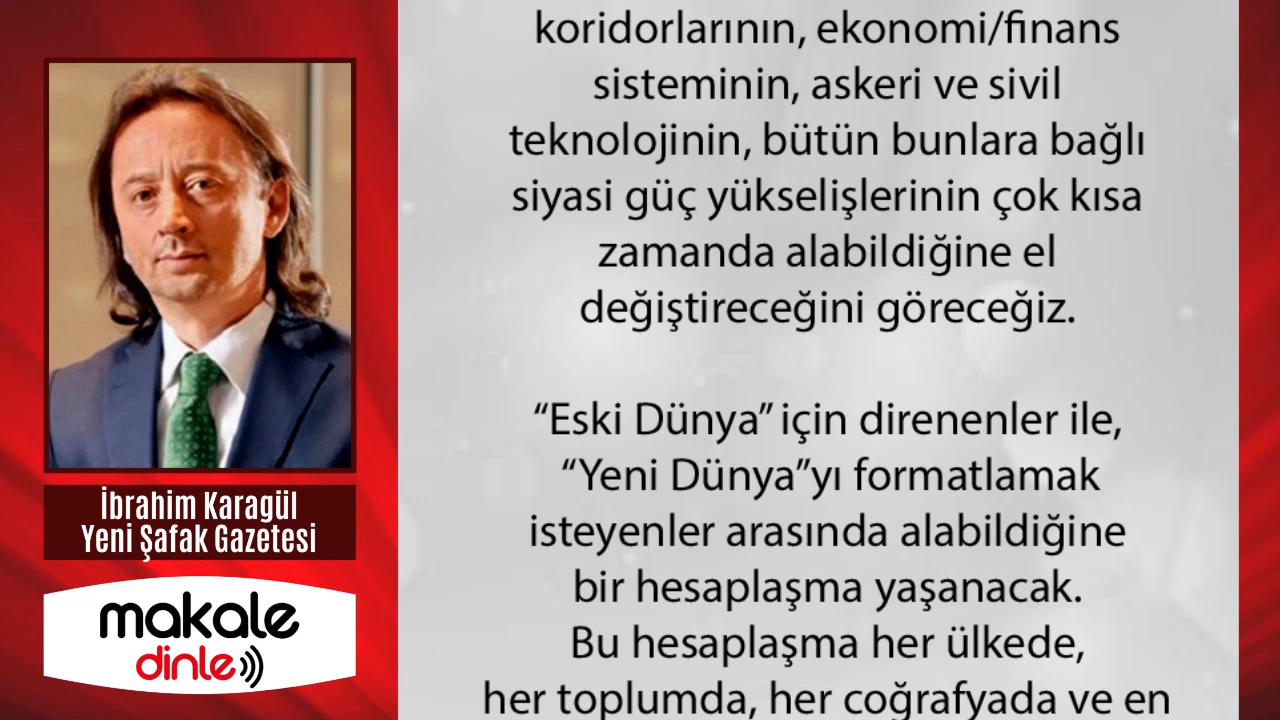 koridorlarının, ekonomi/finans
sisteminin, askeri ve sivil
teknolojinin, bütün bunlara bağlı
siyasi güç yükselişlerinin çok kısa
zamanda alabildiğine el
değiştireceğini göreceğiz.
“Eski Dünya” için direnenler ile,
“Yeni Dünya”yı formatlamak
isteyenler arasında alabildiğine
bir hesaplaşma yaşanacak.
Bu hesaplaşma her ülkede,
her toplumda, her coğrafyada ve en
İbrahim Karagül
Yeni Şafak Gazetesi
makale
dinle